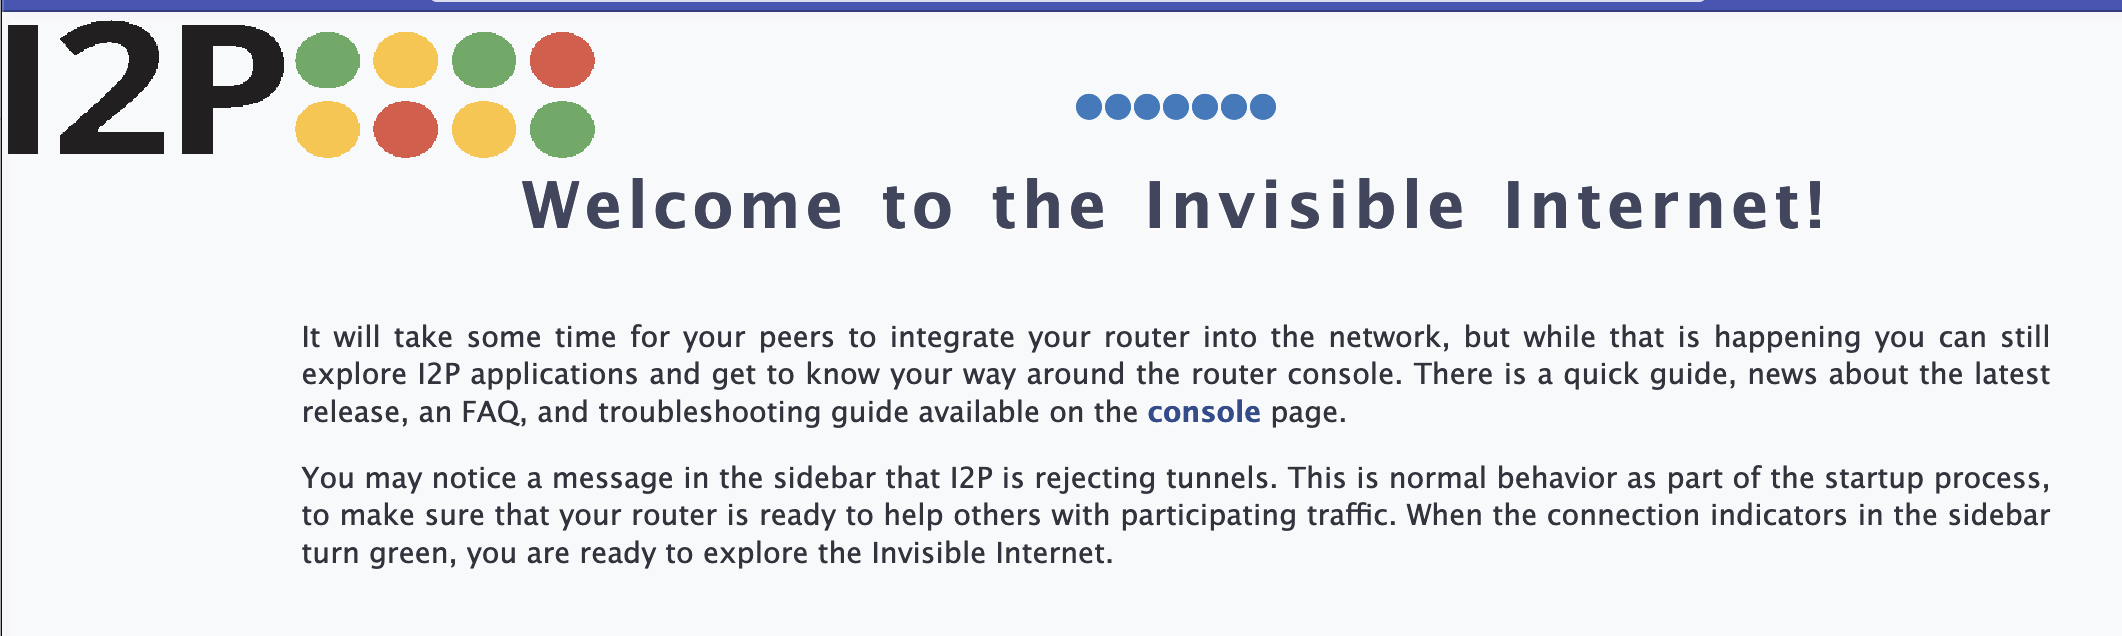 I2P
Welcome to the Invisible Internet!
It will take some time for your peers to integrate your router into the network, but while that is happening you can still
explore I2P applications and get to know your way around the router console. There is a quick guide, news about the latest
release, an FAQ, and troubleshooting guide available on the console page.
You may notice a message in the sidebar that I2P is rejecting tunnels. This is normal behavior as part of the startup process,
to make sure that your router is ready to help others with participating traffic. When the connection indicators in the sidebar
turn green, you are ready to explore the Invisible Internet.